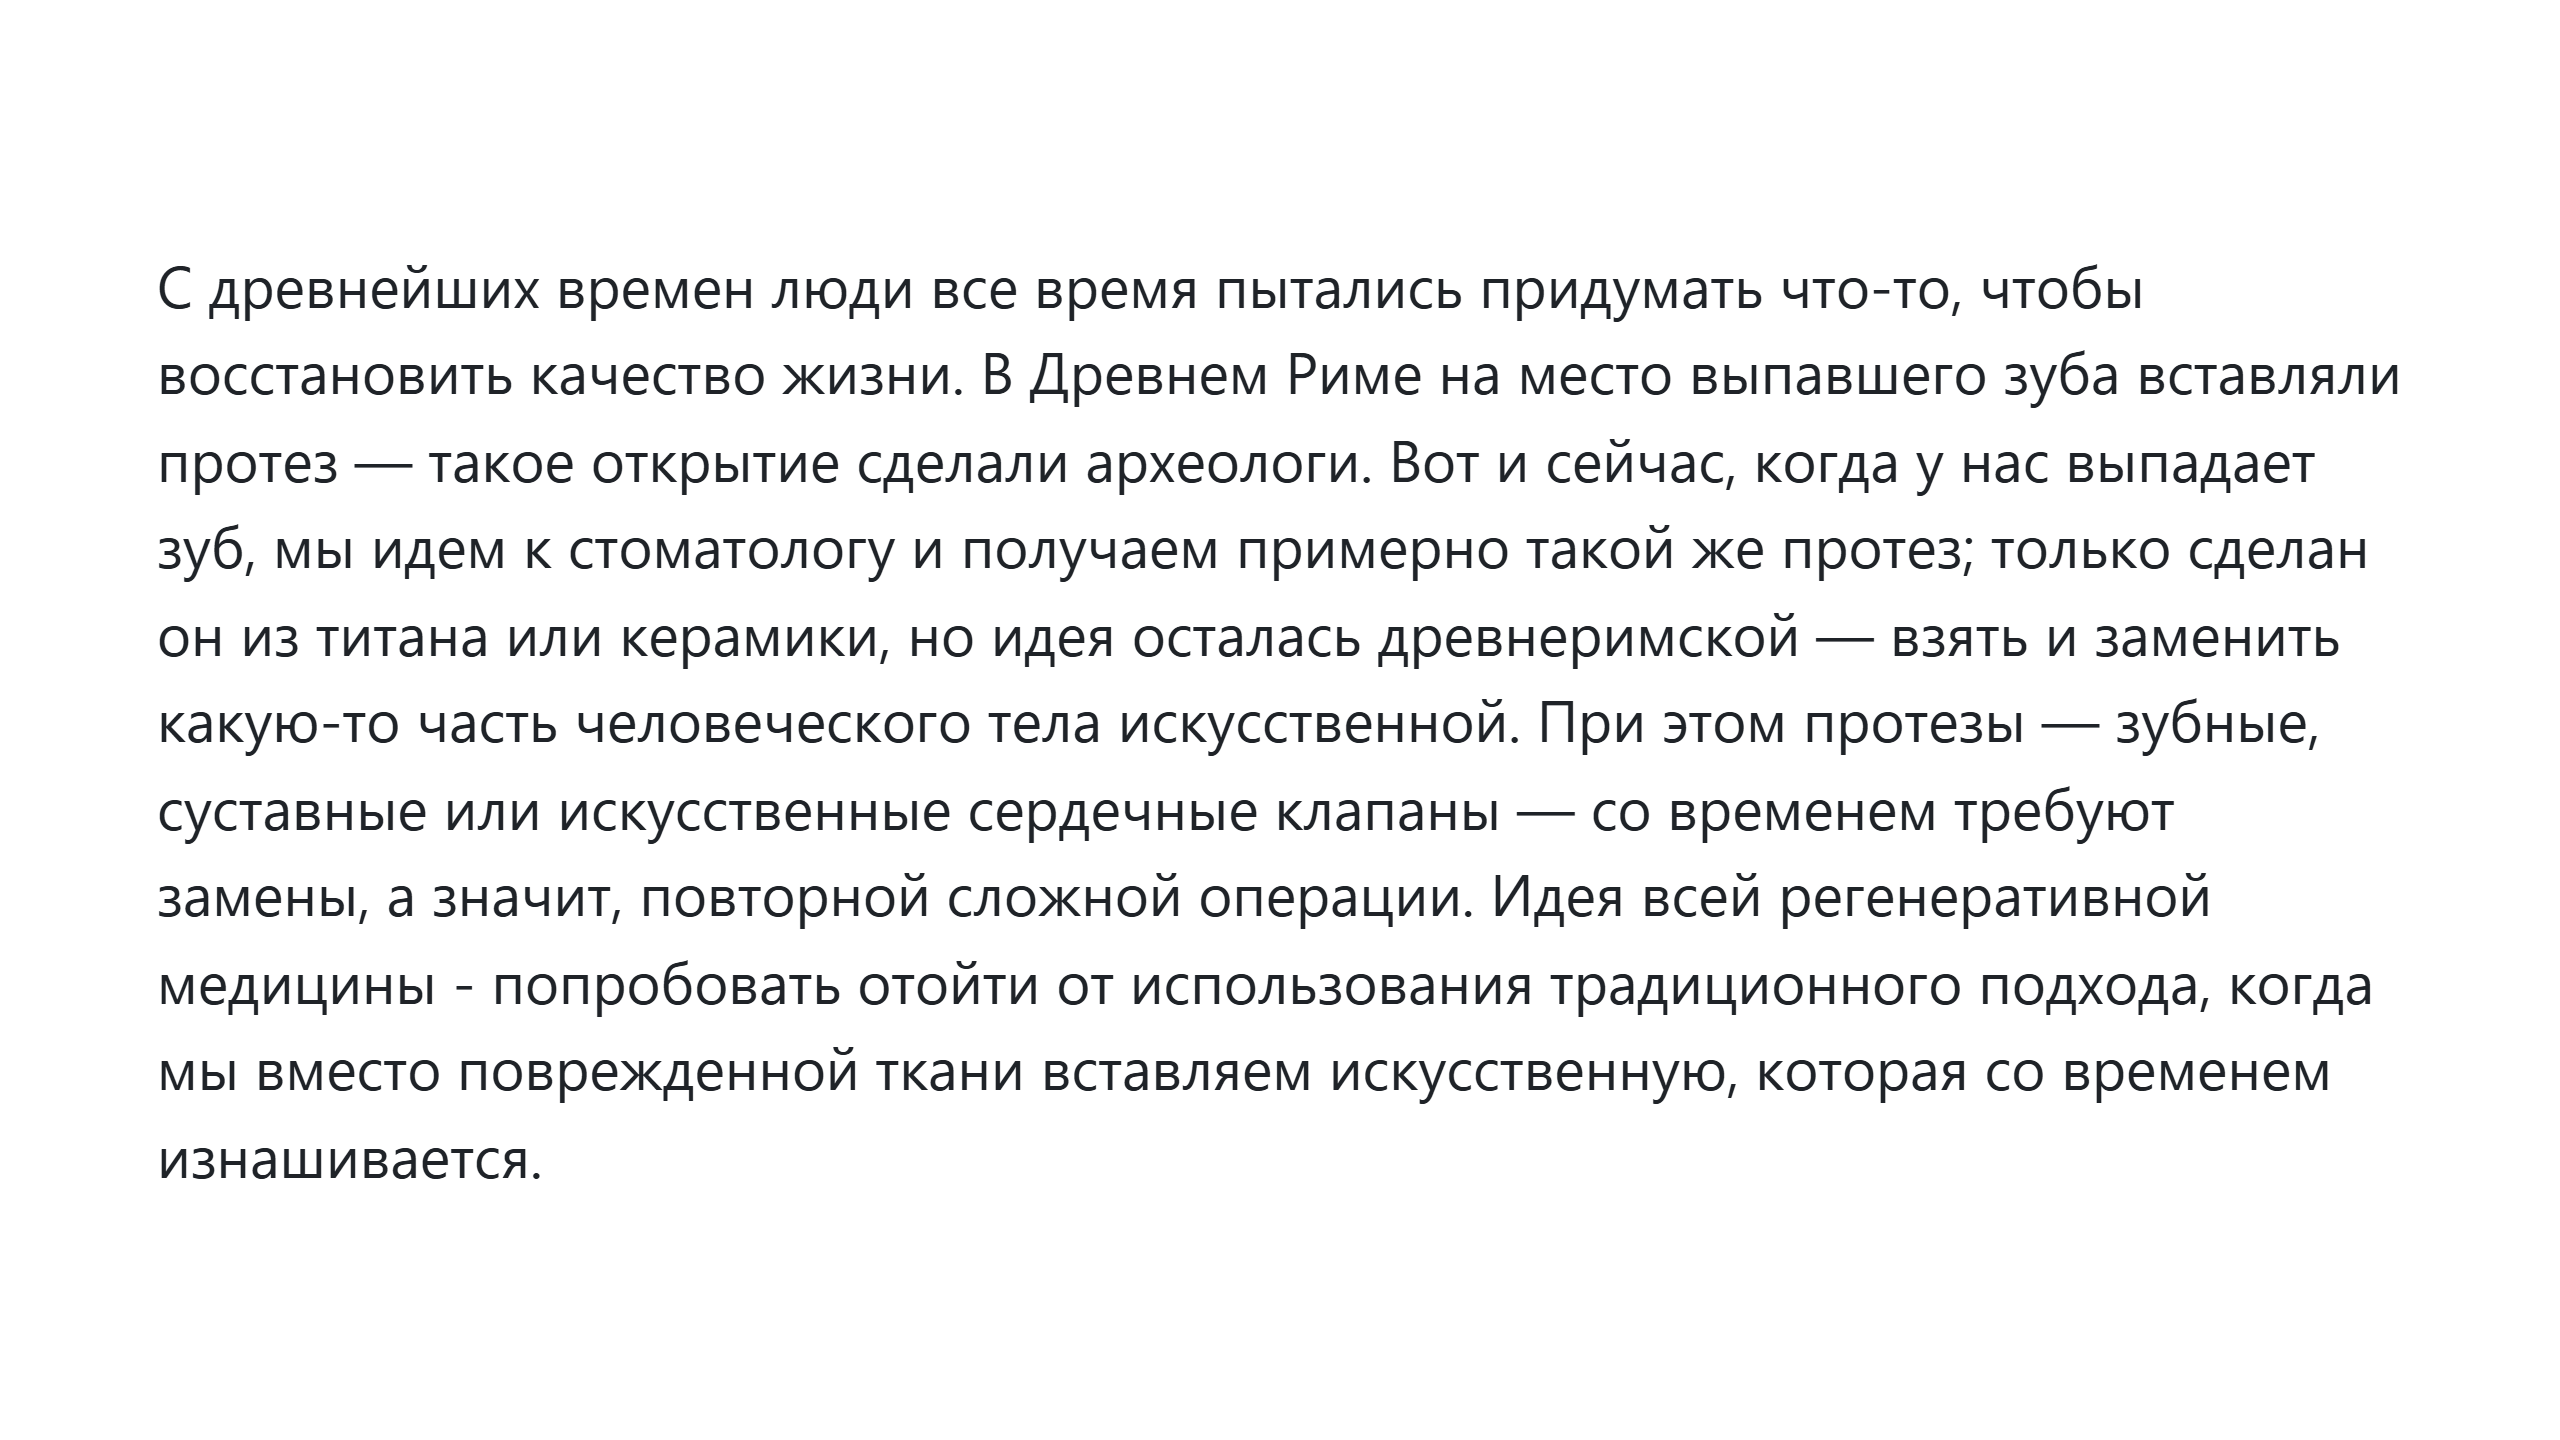 С древнейших времен люди все время пытались придумать что-то, чтобы
восстановить качество жизни. В Древнем Риме на место выпавшего зуба вставляли
протез — такое открытие сделали археологи. Вот и сейчас, когда у нас выпадает
зуб, мы идем к стоматологу и получаем примерно такой же протез; только сделан
он из титана или керамики, но идея осталась древнеримской — взять и заменить
какую-то часть человеческого тела искусственной. При этом протезы — зубные,
суставные или искусственные сердечные клапаны — со временем требуют
замены, а значит, повторной сложной операции. Идея всей регенеративной
медицины - попробовать отойти от использования традиционного подхода, когда
мы вместо поврежденной ткани вставляем искусственную, которая со временем
изнашивается.